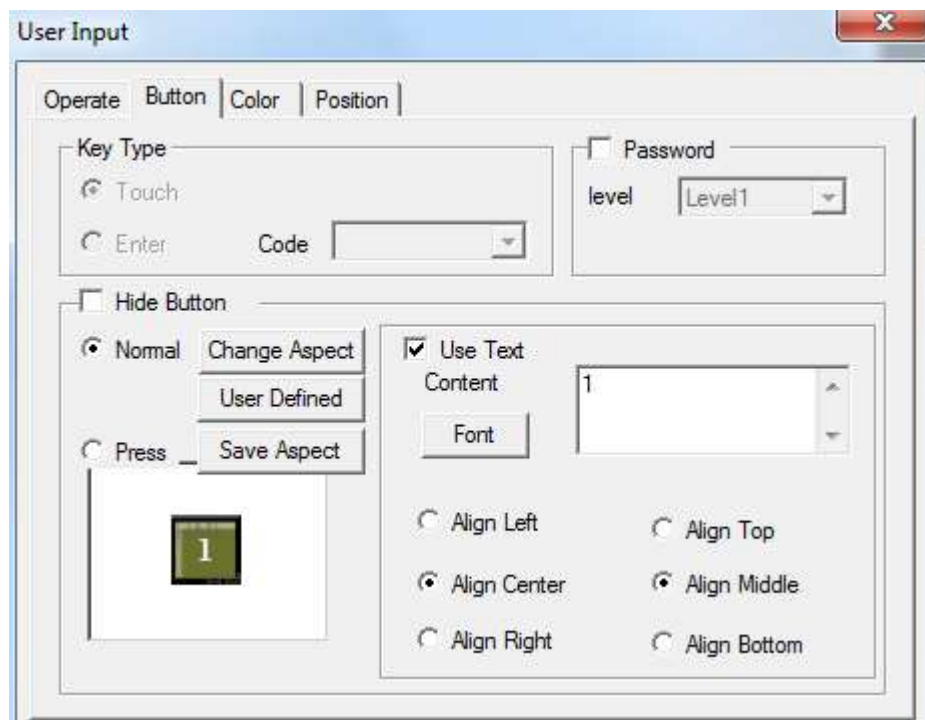 User Input
X
Operate Button Color Position
Key Type
Touch
Enter Code
Password
level Level1
Hide Button
Normal Change Aspect
User Defined
Press Save Aspect
1
Use Text
Content 1
Font
Align Left Align Top
Align Center Align Middle
Align Right Align Bottom